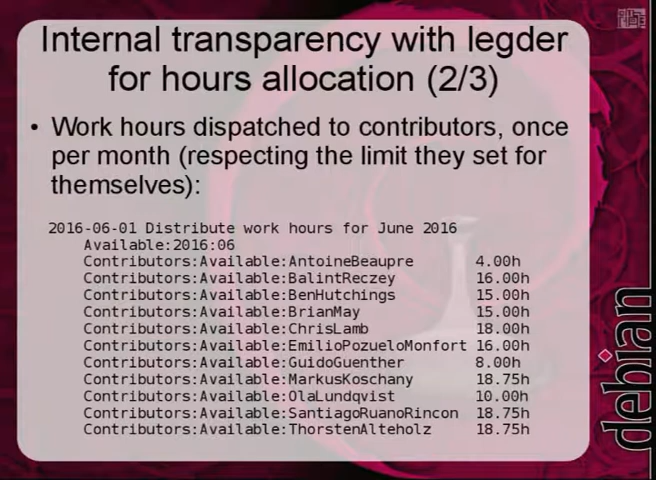 Internal transparency with legder
for hours allocation (2/3)
• Work hours dispatched to contributors, once
per month (respecting the limit they set for
themselves):
2016-06-01 Distribute work hours for June 2016
Available:2016:06
Contributors:Available:AntoineBeaupre 4.00h
Contributors:Available:BalintReczey 16.00h
Contributors:Available:BenHutchings 15.00h
Contributors:Available:BrianMay 15.00h
Contributors:Available:ChrisLamb 18.00h
Contributors:Available:EmilioPozueloMonfort 16.00h
Contributors:Available:GuidoGuenther 8.00h
Contributors:Available:MarkusKoschany 18.75h
Contributors:Available:OlaLundqvist 10.00h
Contributors:Available:SantiagoRuanoRincon 18.75h
Contributors:Available:ThorstenAlteholz 18.75h
debian